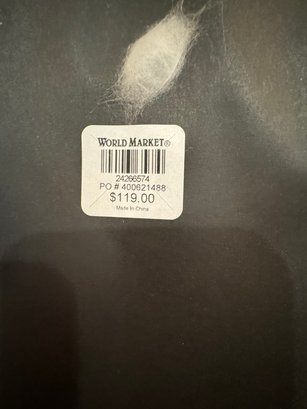 WORLD MARKET®
24266574
PO # 400621488
$119.00
Made In China